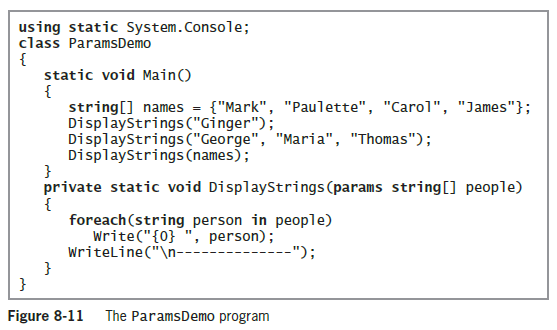 using static System.Console;
class ParamsDemo
{
static void Main()
{
string[] names = {"Mark", "Paulette", "Carol", "James"};
DisplayStrings("Ginger");
DisplayStrings("George", "Maria", "Thomas");
DisplayStrings(names);
}
private static void DisplayStrings(params string[] people)
{
foreach(string person in people)
Write("{0} ", person);
WriteLine("\n--------------");
}
}
Figure 8-11 The ParamsDemo program